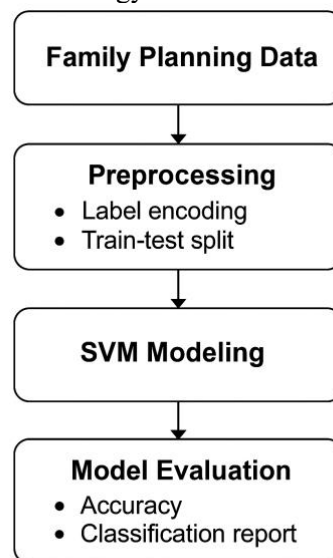 Family Planning Data
Preprocessing
• Label encoding
• Train-test split
SVM Modeling
Model Evaluation
• Accuracy
• Classification report